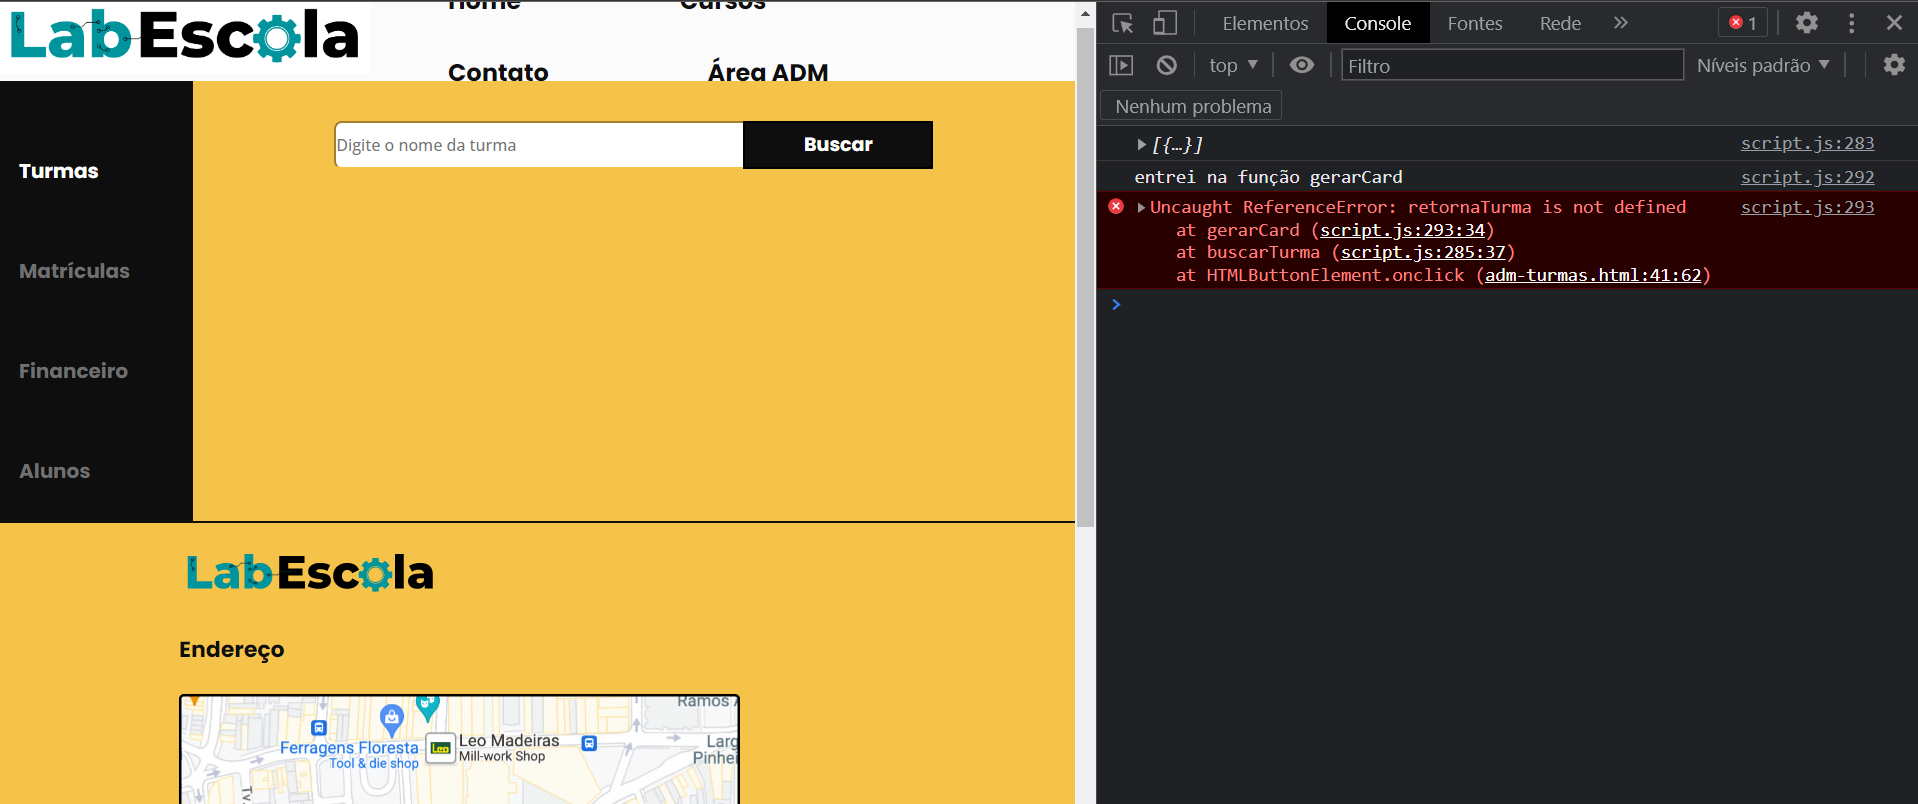 LabEscola
Home
Cursos
Contato
Área ADM
Turmas
Matrículas
Financeiro
Alunos
Digite o nome da turma
Buscar
LabEscola
Endereço
Ramos A
Ferragens Floresta
Tool & die shop
Leo
Leo Madeiras
Mill-work Shop
Larg
Pinhei
Tv.
Elementos
Console
Fontes
Rede
»
1
top
Filtro
Níveis padrão
Nenhum problema
[{…}]
script.js:283
entrei na função gerarCard
script.js:292
Uncaught ReferenceError: retornaTurma is not defined
script.js:293
at gerarCard (script.js:293:34)
at buscarTurma (script.js:285:37)
at HTMLButtonElement.onclick (adm-turmas.html:41:62)
>